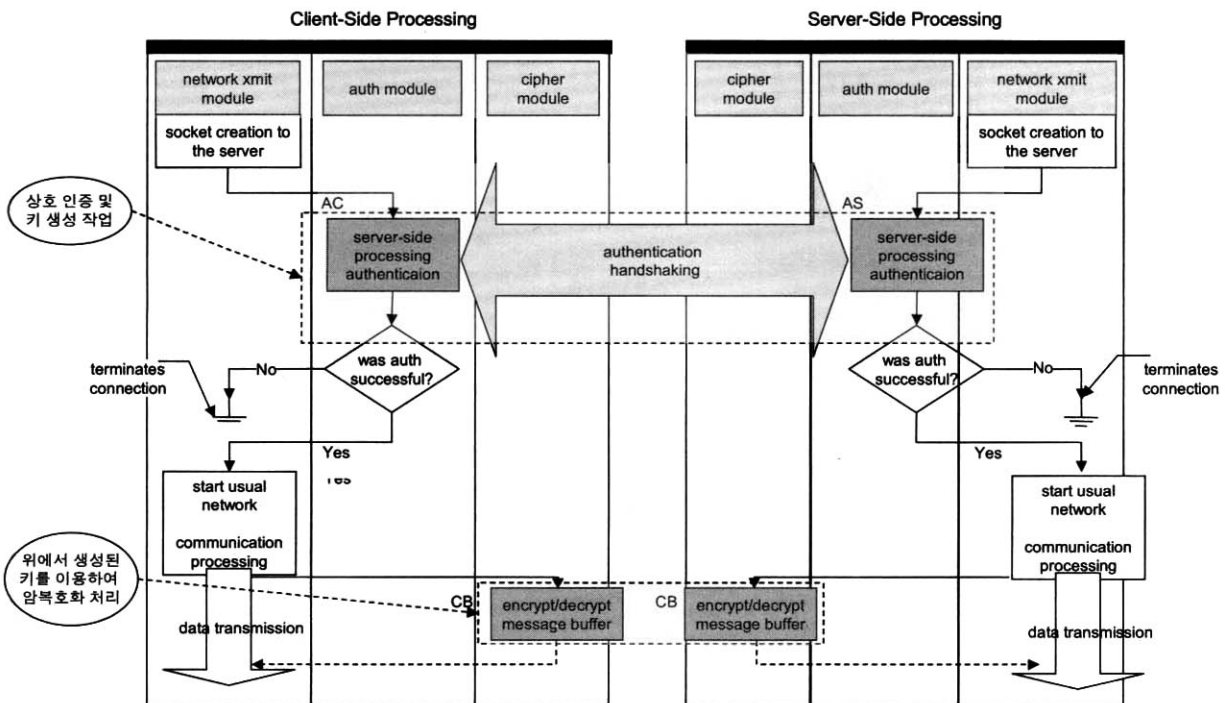 Client-Side Processing
Server-Side Processing
network xmit
module
auth module
cipher
module
cipher
module
auth module
network xmit
module
socket creation to
the server
socket creation to
the server
상호 인증 및
키 생성 작업
AC
AS
server-side
processing
authenticaion
authentication
handshaking
server-side
processing
authenticaion
was auth
successful?
No
terminates
connection
was auth
successful?
No
terminates
connection
Yes
Yes
start usual
network
communication
processing
start usual
network
communication
processing
위에서 생성된
키를 이용하여
암복호화 처리
CB
encrypt/decrypt
message buffer
CB
encrypt/decrypt
message buffer
data transmission
data transmission